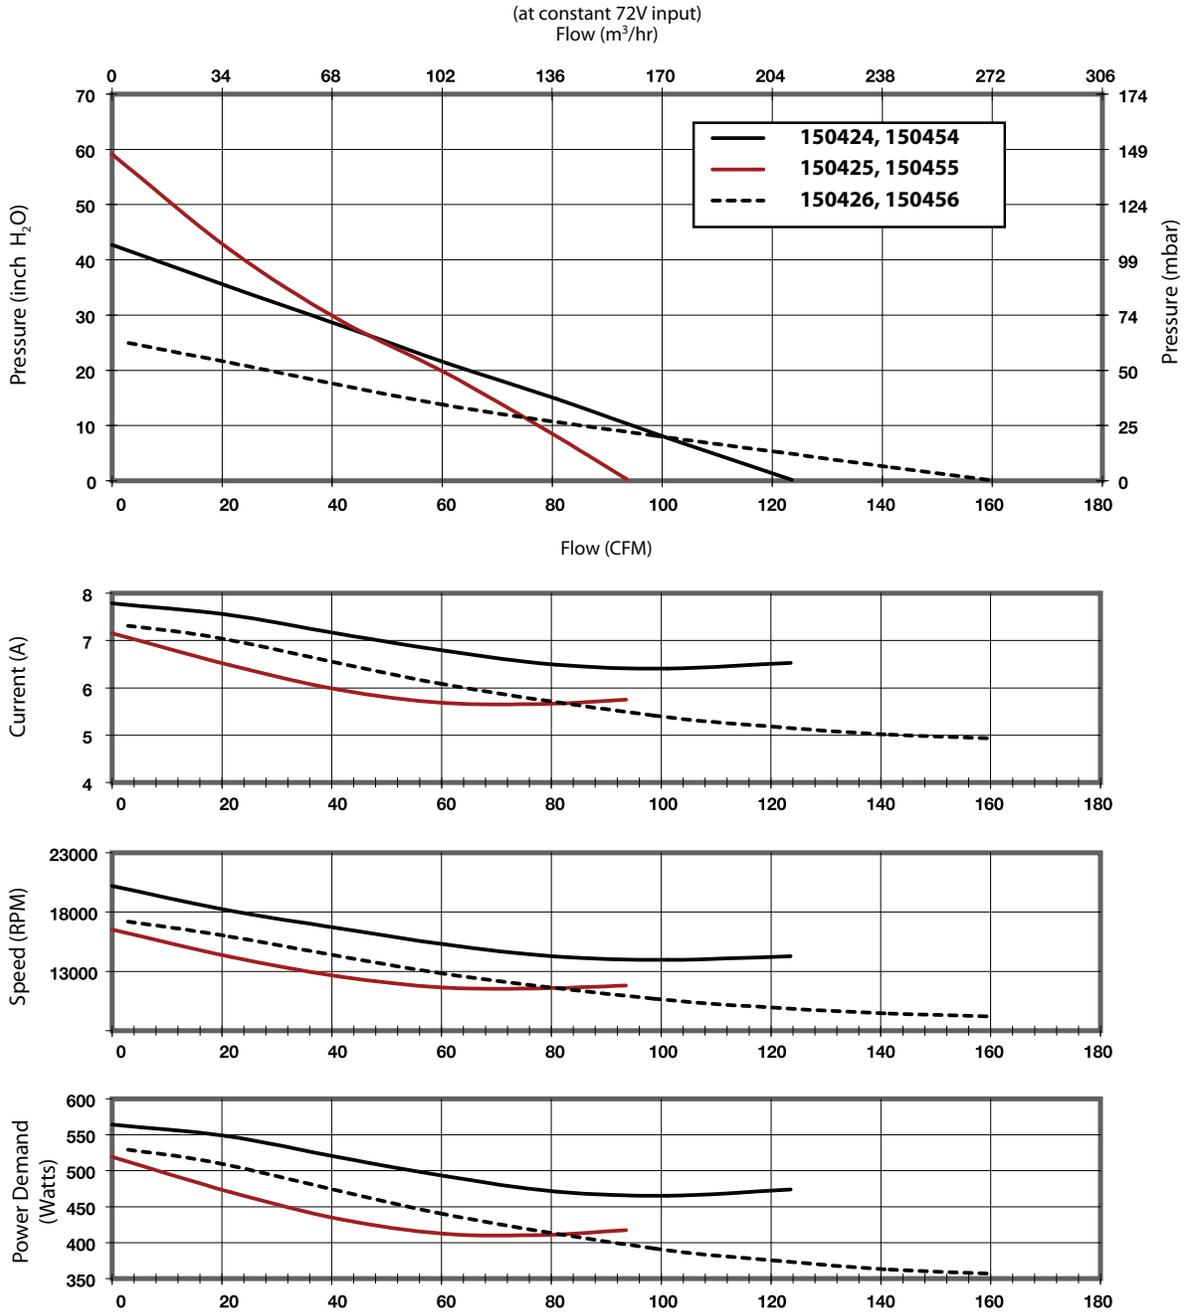 (at constant 72V input)
Flow (m³/hr)
0 34 68 102 136 170 204 238 272 306
70 174
150424, 150454
60 149
150425, 150455
50 124
150426, 150456
40 99
30 74
20 50
10 25
0 0
Pressure (inch H₂O)
Pressure (mbar)
0 20 40 60 80 100 120 140 160 180
Flow (CFM)
8
7
6
5
4
Current (A)
0 20 40 60 80 100 120 140 160 180
23000
18000
13000
Speed (RPM)
0 20 40 60 80 100 120 140 160 180
600
550
500
450
400
350
Power Demand
(Watts)
0 20 40 60 80 100 120 140 160 180